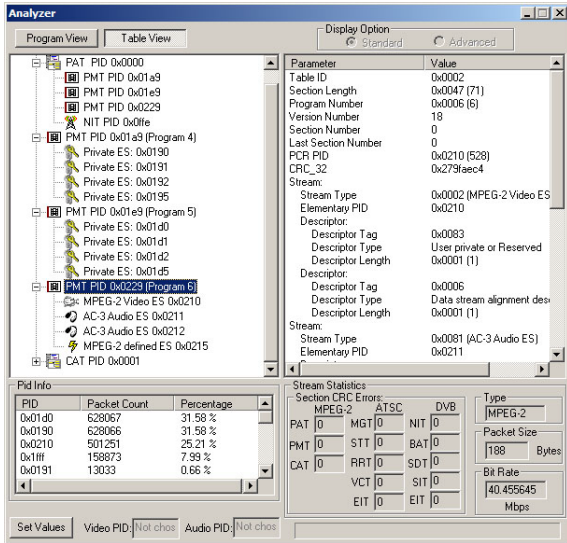 Analyzer
Program View
Table View
Display Option
Standard
Advanced
PAT PID 0x0000
PMT PID 0x01a9
PMT PID 0x01e9
PMT PID 0x0229
NIT PID 0x0ffe
PMT PID 0x01a9 (Program 4)
Private ES: 0x0190
Private ES: 0x0191
Private ES: 0x0192
Private ES: 0x0195
PMT PID 0x01e9 (Program 5)
Private ES: 0x01d0
Private ES: 0x01d1
Private ES: 0x01d2
Private ES: 0x01d5
PMT PID 0x0229 (Program 6)
MPEG-2 Video ES 0x0210
AC-3 Audio ES 0x0211
AC-3 Audio ES 0x0212
MPEG-2 defined ES 0x0215
CAT PID 0x0001
Parameter Value
Table ID 0x0002
Section Length 0x0047 (71)
Program Number 0x0006 (6)
Version Number 18
Section Number 0
Last Section Number 0
PCR PID 0x0210 (528)
CRC_32 0x279faec4
Stream:
Stream Type 0x0002 (MPEG-2 Video ES
Elementary PID 0x0210
Descriptor:
Descriptor Tag 0x0083
Descriptor Type User private or Reserved
Descriptor Length 0x0001 (1)
Descriptor:
Descriptor Tag 0x0006
Descriptor Type Data stream alignment des
Descriptor Length 0x0001 (1)
Stream:
Stream Type 0x0081 (AC-3 Audio ES)
Elementary PID 0x0211
Pid Info
PID Packet Count Percentage
0x01d0 628067 31.58 %
0x0190 628066 31.58 %
0x0210 501251 25.21 %
0x1fff 158873 7.99 %
0x0191 13033 0.66 %
Stream Statistics
Section CRC Errors:
MPEG-2 ATSC DVB
PAT 0 MGT 0 NIT 0
PMT 0 STT 0 BAT 0
CAT 0 RRT 0 SDT 0
VCT 0 SIT 0
EIT 0 EIT 0
Type
MPEG-2
Packet Size
188 Bytes
Bit Rate
40.455645
Mbps
Set Values Video PID: Not chos Audio PID: Not chos